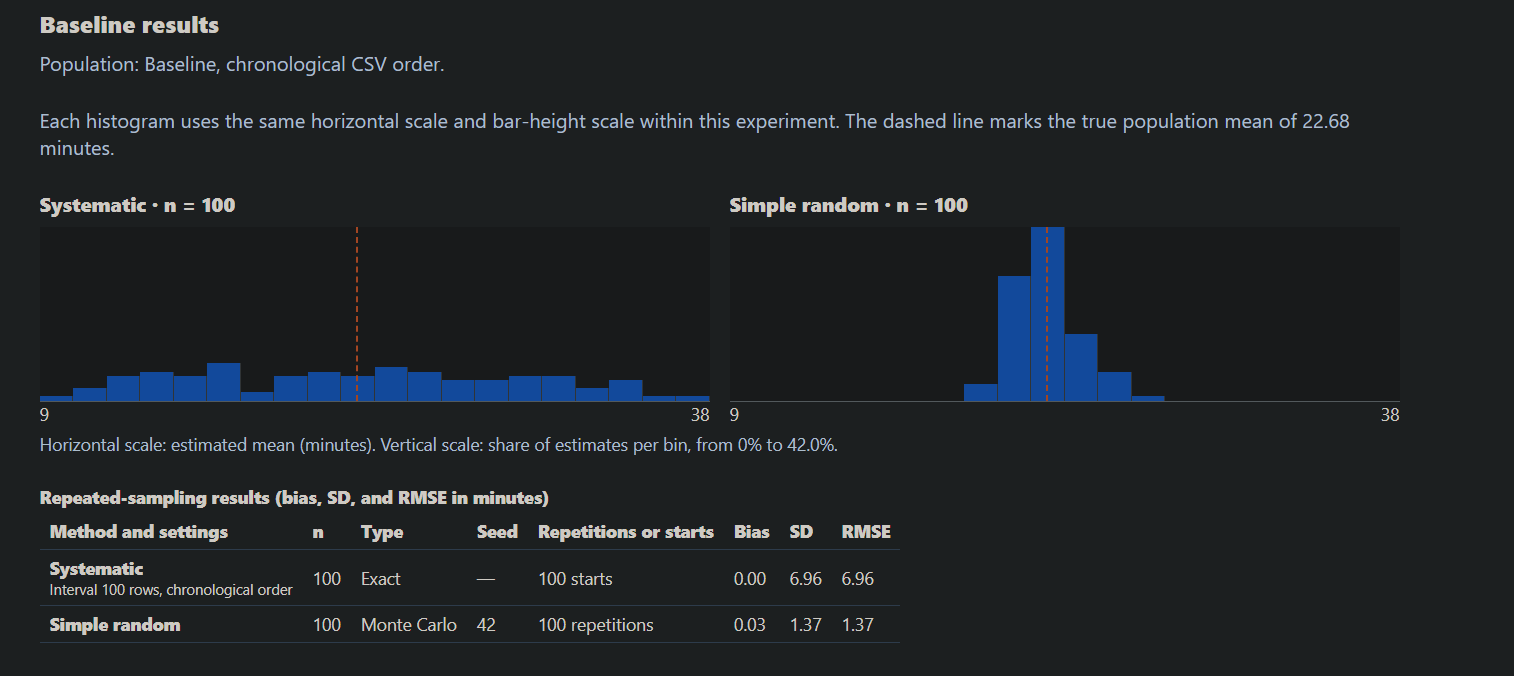 Baseline results
Population: Baseline, chronological CSV order.
Each histogram uses the same horizontal scale and bar-height scale within this experiment. The dashed line marks the true population mean of 22.68
minutes.
Systematic · n = 100
Simple random · n = 100
9 38
9 38
Horizontal scale: estimated mean (minutes). Vertical scale: share of estimates per bin, from 0% to 42.0%.
Repeated-sampling results (bias, SD, and RMSE in minutes)
Method and settings n Type Seed Repetitions or starts Bias SD RMSE
Systematic
Interval 100 rows, chronological order
100 Exact — 100 starts 0.00 6.96 6.96
Simple random 100 Monte Carlo 42 100 repetitions 0.03 1.37 1.37